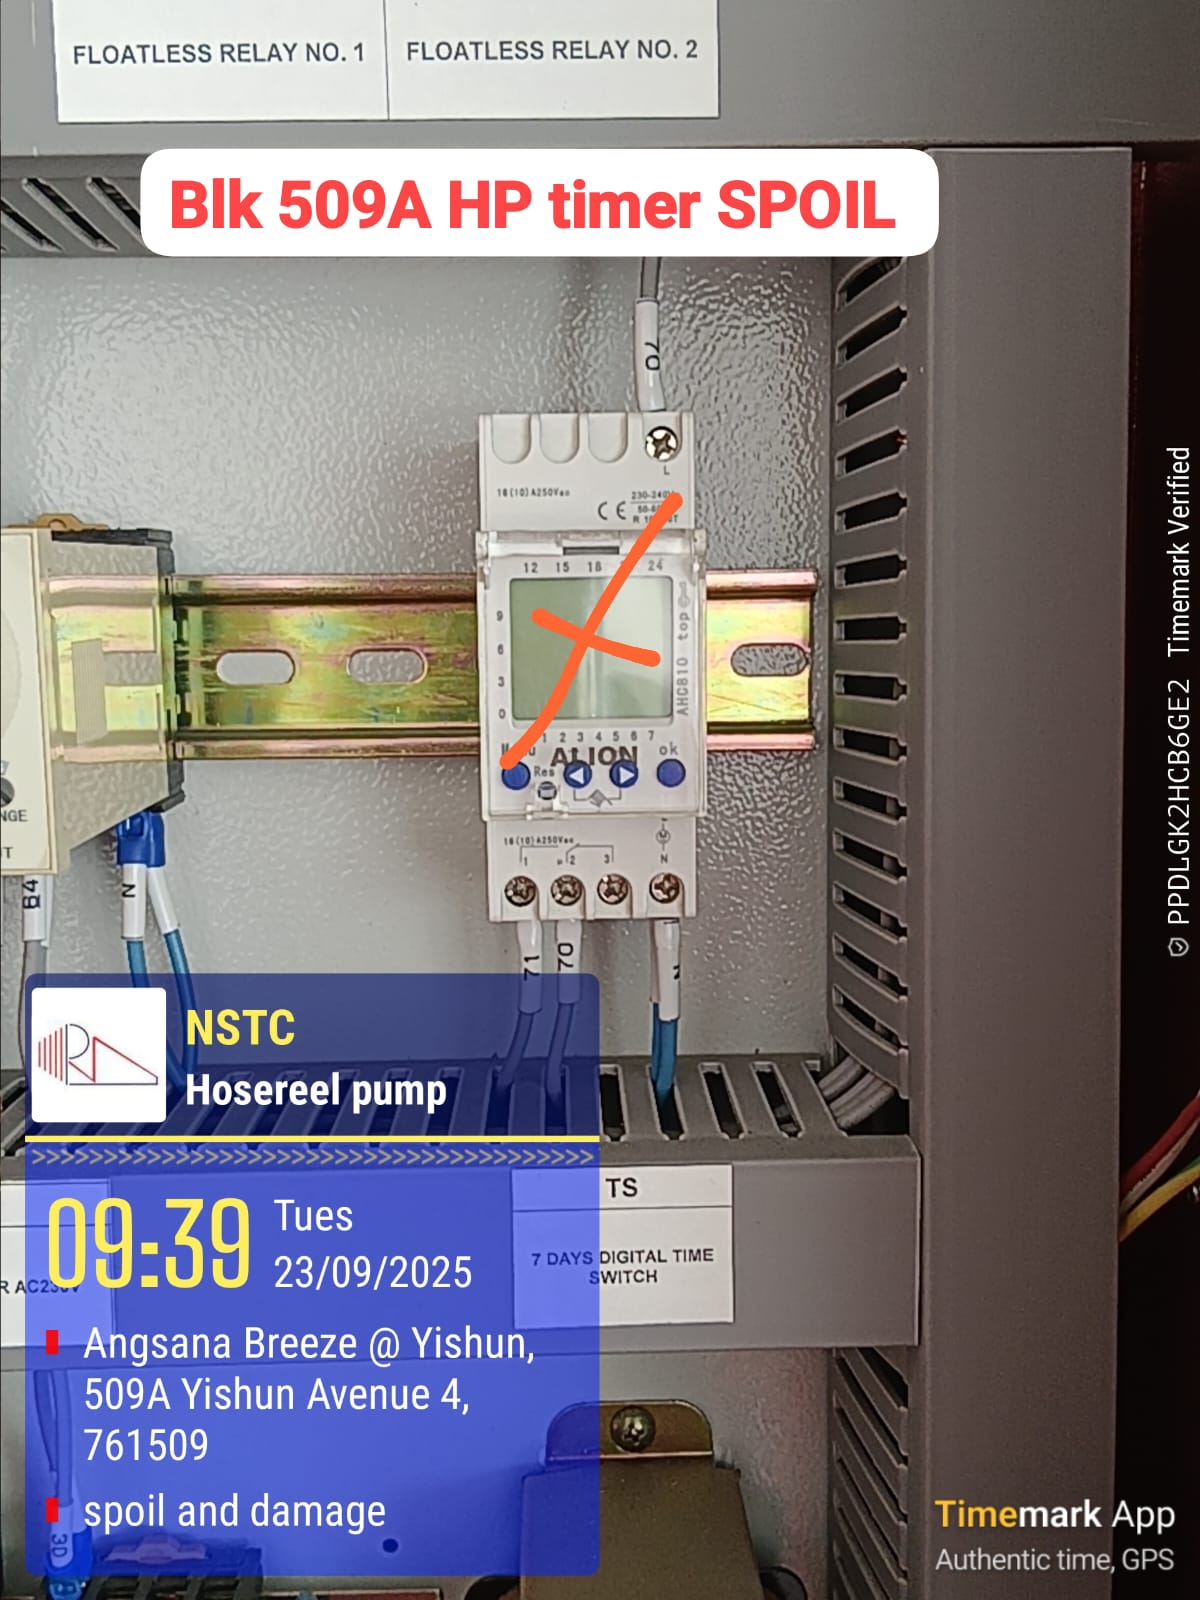 FLOATLESS RELAY NO. 1
FLOATLESS RELAY NO. 2
Blk 509A HP timer SPOIL
70
L
16(10)A250Vac
CE
12 15 18 24
9
6
3
0
AHC810 top
1 2 3 4 5 6 7
ALION
ok
Res
16(10)A250Vac
1 2 3 N
NGE
T
64
N
71
70
N
NSTC
Hosereel pump
09:39
Tues
23/09/2025
Angsana Breeze @ Yishun,
509A Yishun Avenue 4,
761509
spoil and damage
TS
7 DAYS DIGITAL TIME
SWITCH
R AC230V
3D
PPDLGK2HCB6GE2 Timemark Verified
Timemark App
Authentic time, GPS